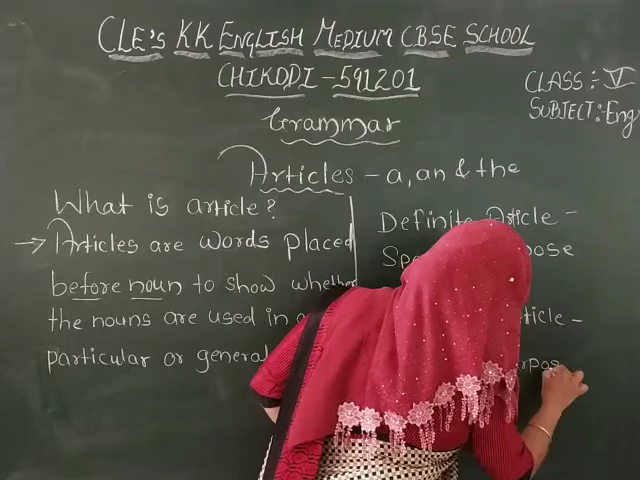 CLE'S KK ENGLISH MEDIUM CBSE SCHOOL
CHIKODI - 591201
CLASS :- V
SUBJECT :- Eng
Grammar
Articles - a, an & the
What is article?
→ Articles are words placed
before noun to show whether
the nouns are used in a
particular or general
Definite Article -